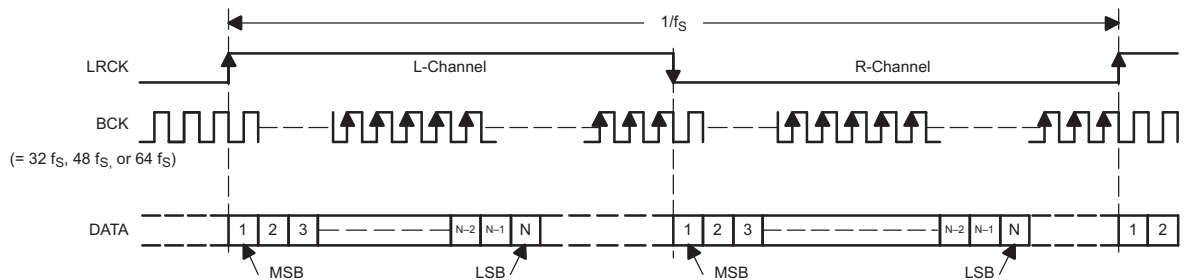 1/fS
LRCK L-Channel R-Channel
BCK
(= 32 fS, 48 fS, or 64 fS)
DATA 1 2 3 N–2 N–1 N 1 2 3 N–2 N–1 N 1 2
MSB LSB MSB LSB